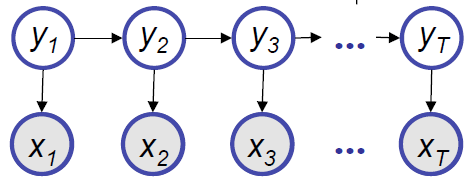 y1 y2 y3 ... yT
x1 x2 x3 ... xT